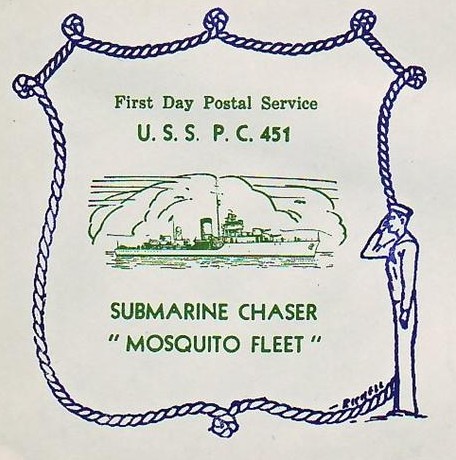 First Day Postal Service
U. S. S. P. C. 451
SUBMARINE CHASER
" MOSQUITO FLEET "